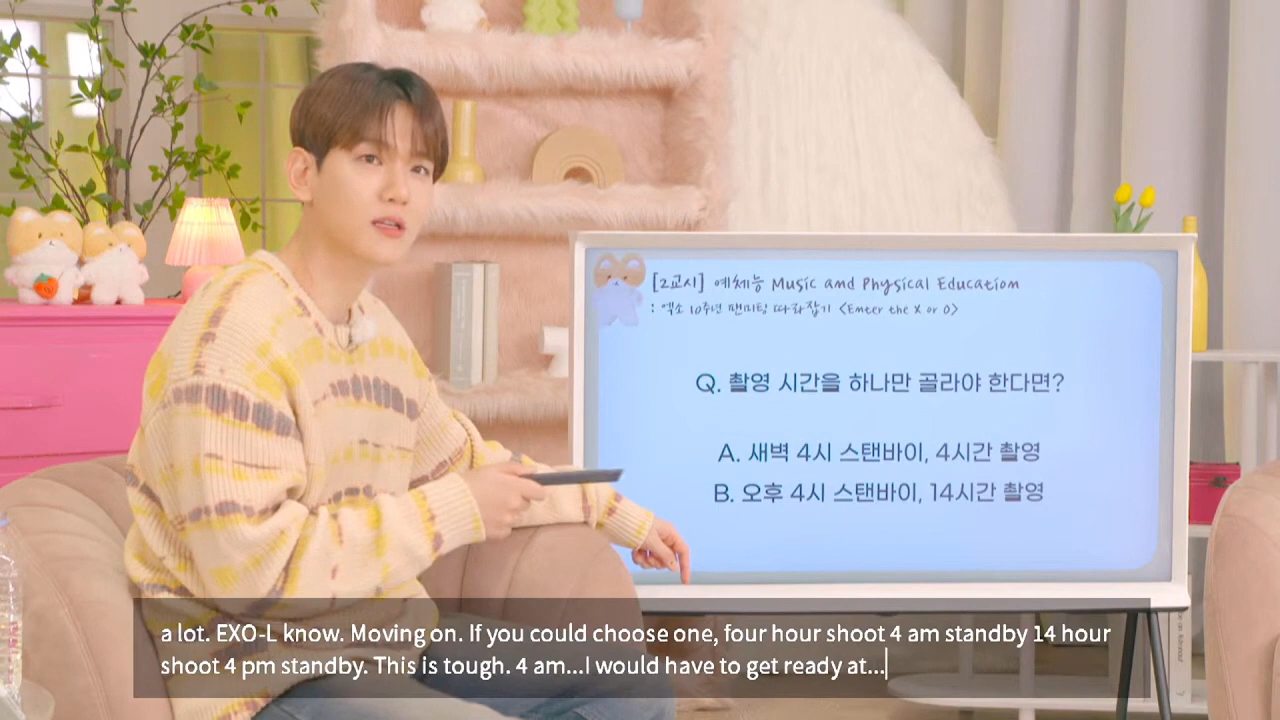 [2교시] 예체능 Music and Physical Education
: 엑소 10주년 팬미팅 따라잡기 <Enter the X or O>
Q. 촬영 시간을 하나만 골라야 한다면?
A. 새벽 4시 스탠바이, 4시간 촬영
B. 오후 4시 스탠바이, 14시간 촬영
a lot. EXO-L know. Moving on. If you could choose one, four hour shoot 4 am standby 14 hour
shoot 4 pm standby. This is tough. 4 am...I would have to get ready at...